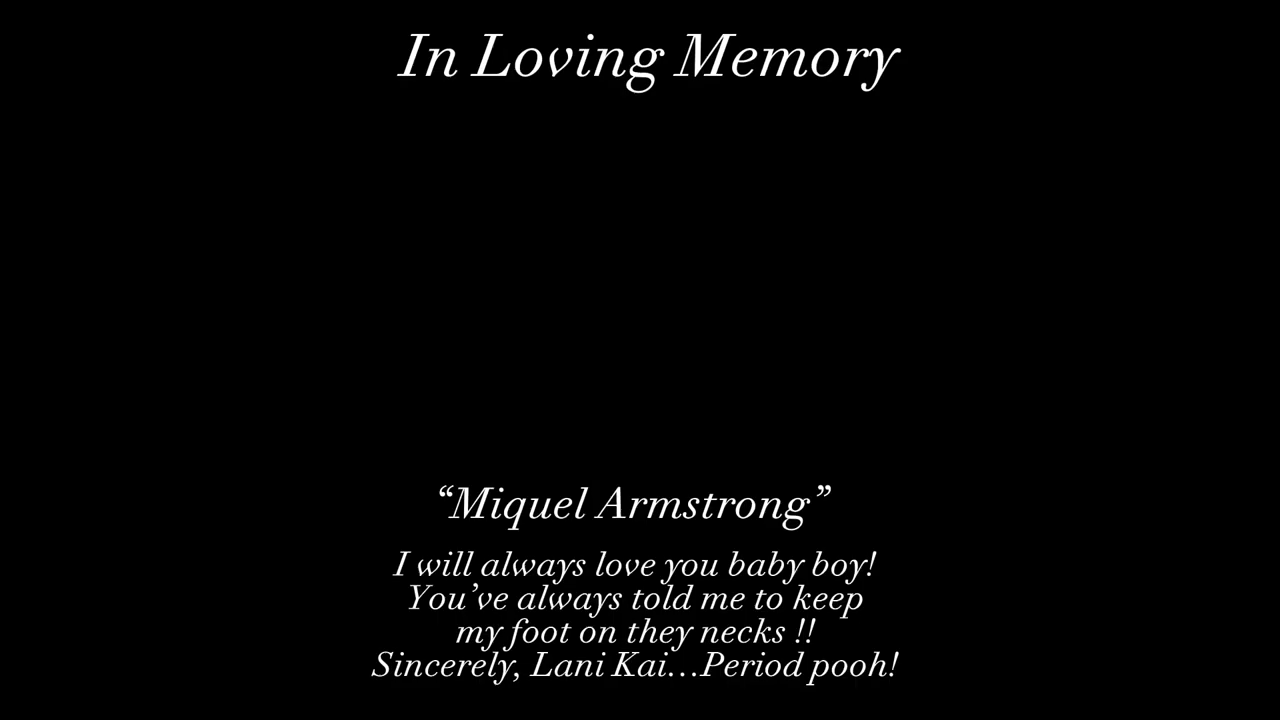 In Loving Memory
“Miquel Armstrong”
I will always love you baby boy!
You’ve always told me to keep
my foot on they necks !!
Sincerely, Lani Kai...Period pooh!